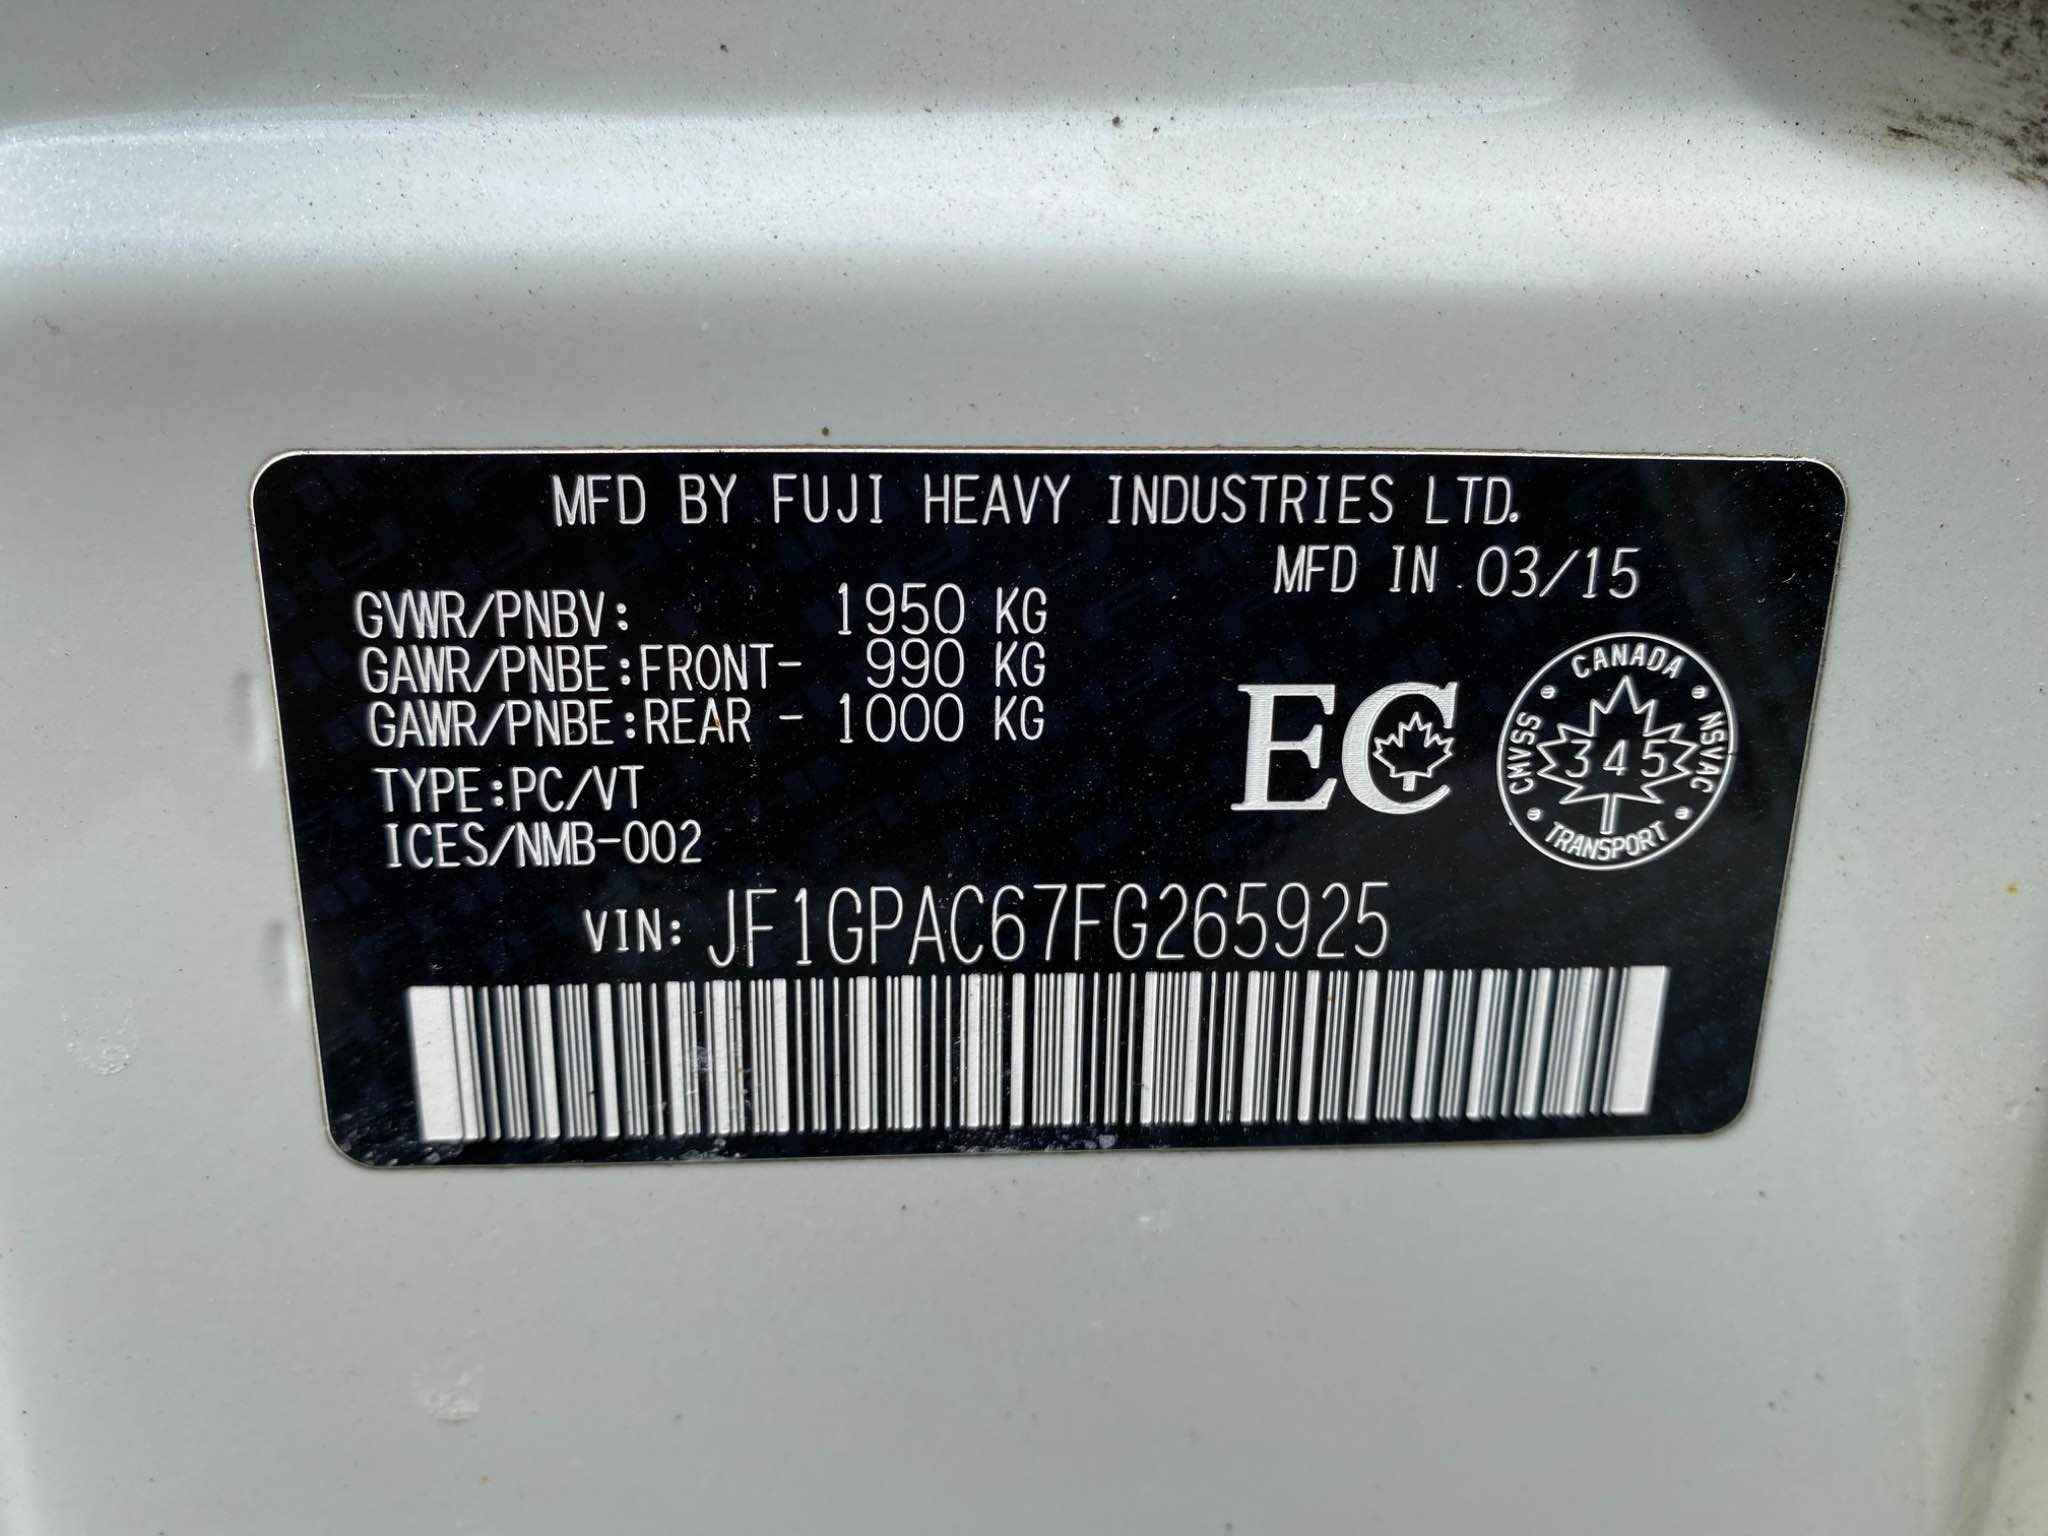 MFD BY FUJI HEAVY INDUSTRIES LTD.
MFD IN 03/15
GVWR/PNBV: 1950 KG
GAWR/PNBE:FRONT- 990 KG
GAWR/PNBE:REAR - 1000 KG
TYPE:PC/VT
ICES/NMB-002
EC
CANADA
CMVSS
345
NSVAC
TRANSPORT
VIN: JF1GPAC67FG265925